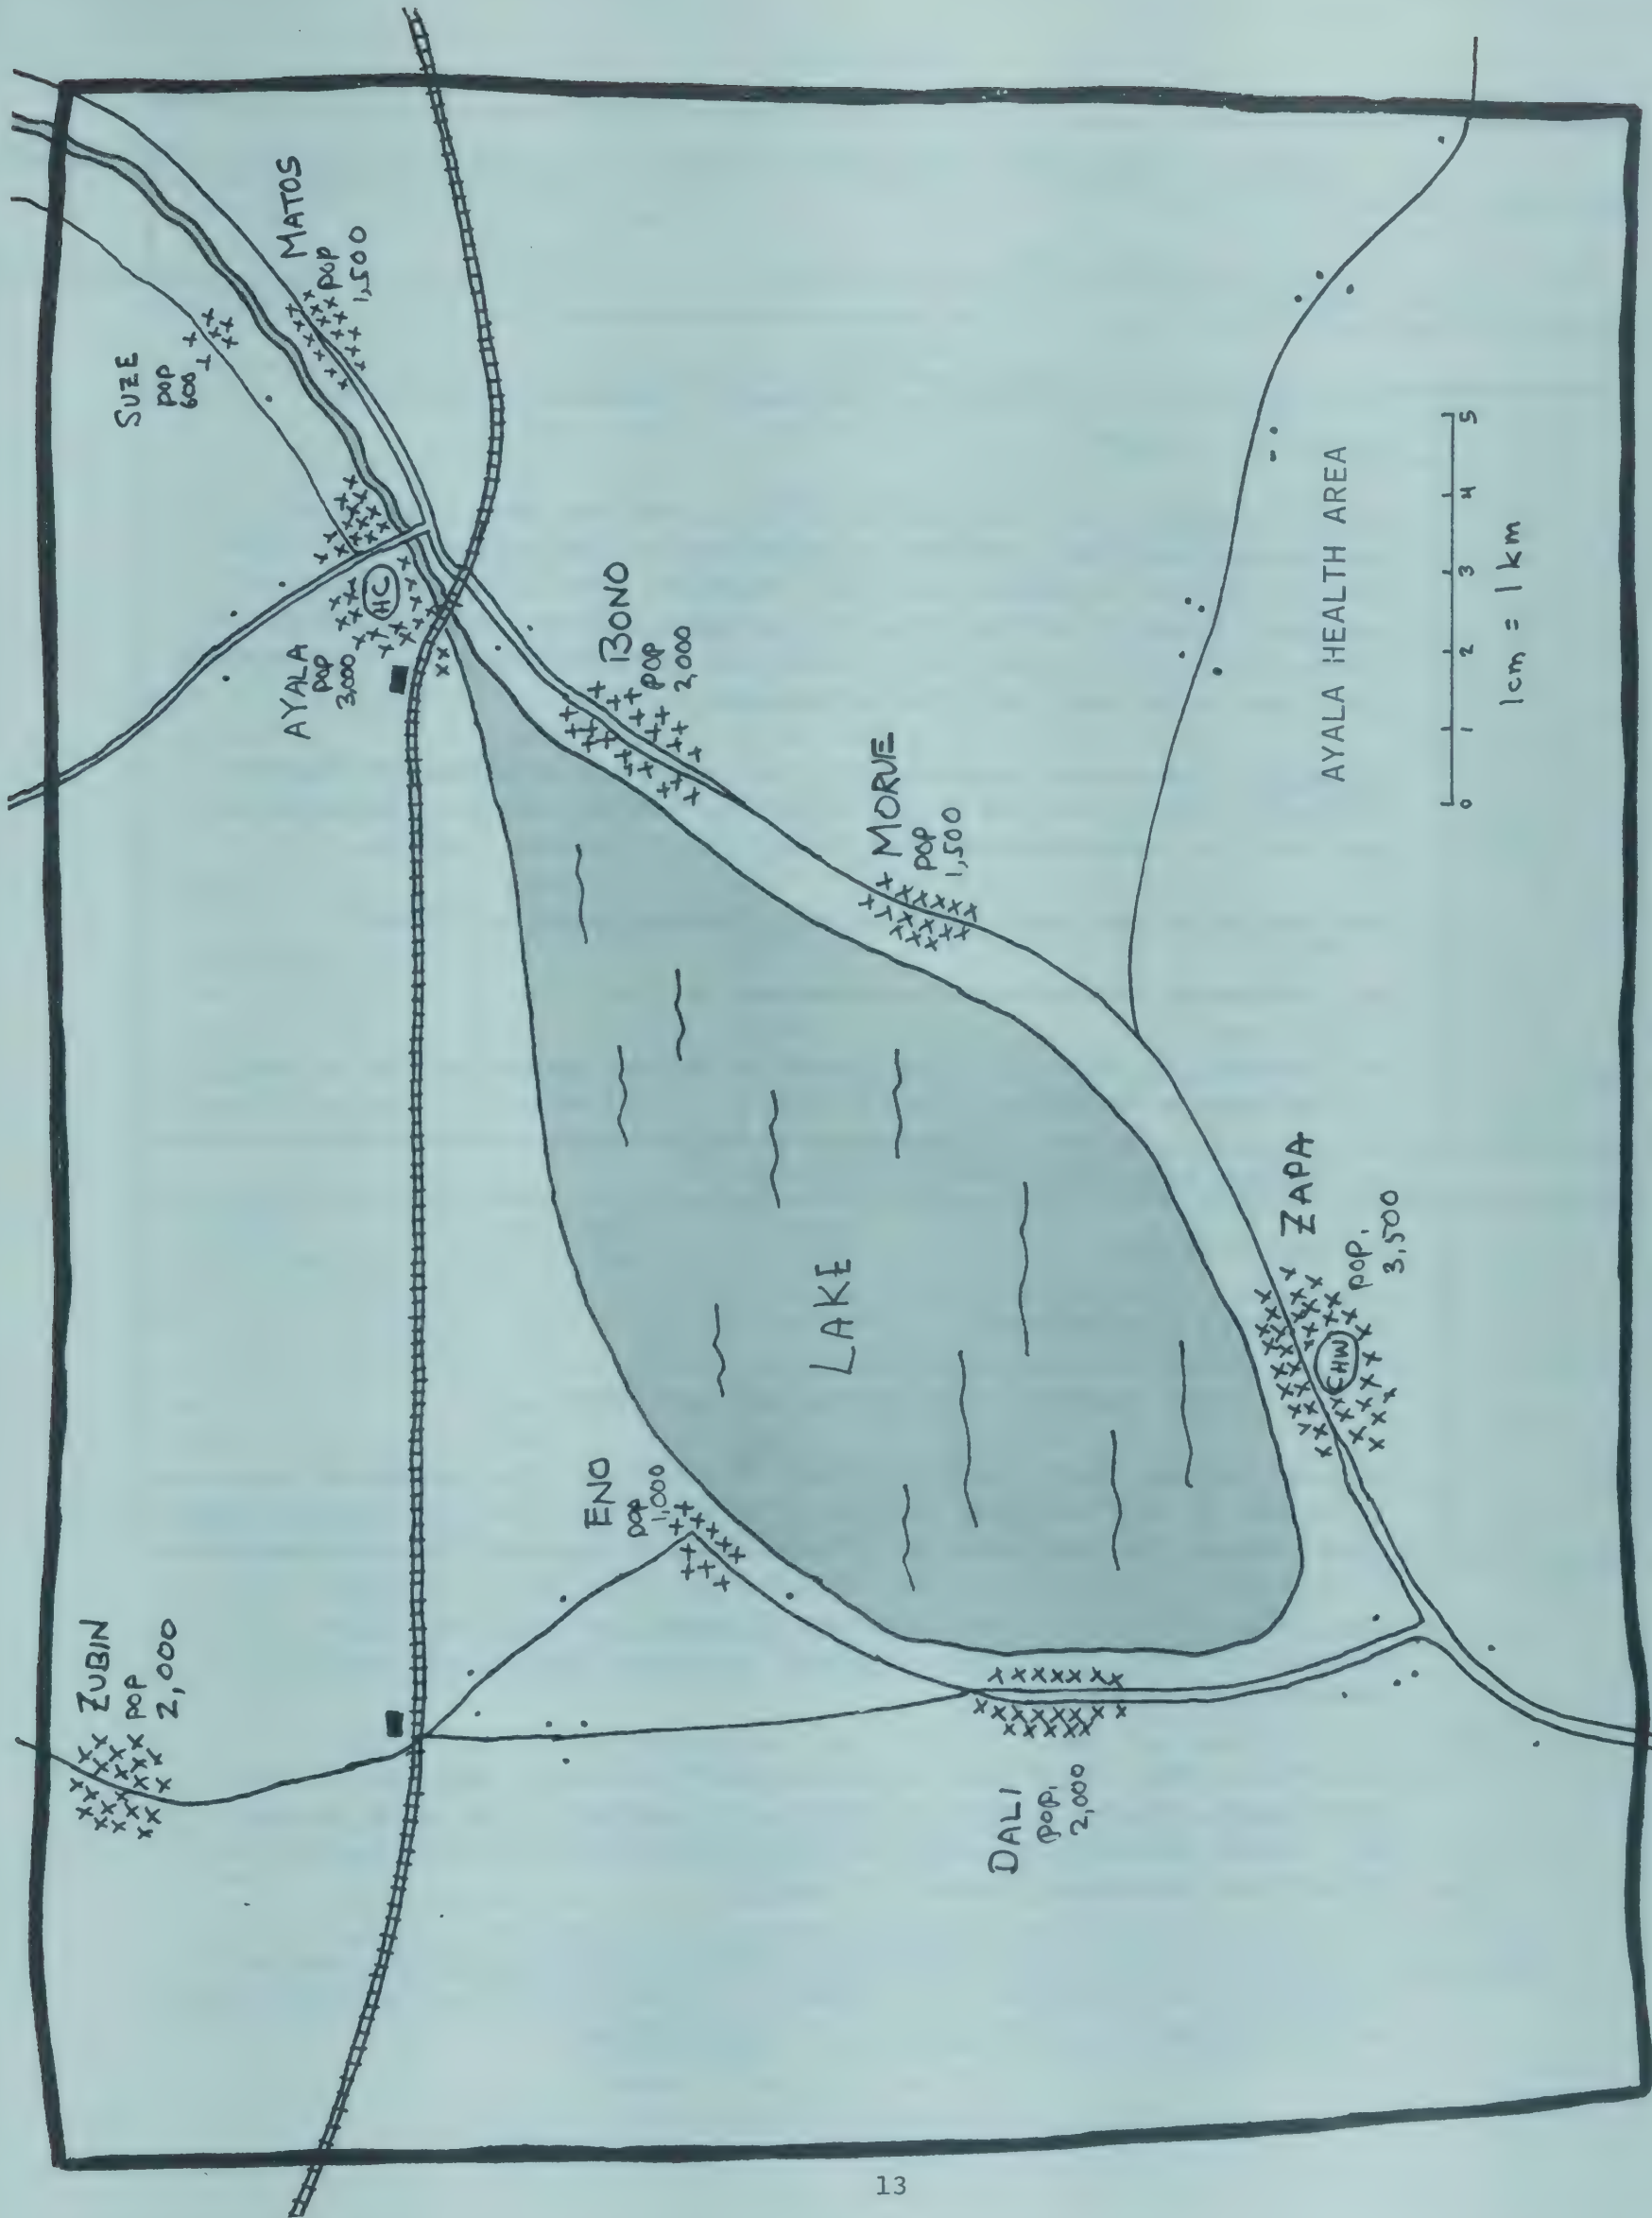 ZUBIN
pop
2,000
SUZE
pop
600
AYALA
pop
3,000
HC
MATOS
pop
1,500
ENO
pop
1,000
BONO
pop
2,000
LAKE
MORVE
pop
1,500
DALI
pop.
2,000
ZAPA
pop.
3,500
CHW
AYALA HEALTH AREA
0 1 2 3 4 5
1cm = 1km
13